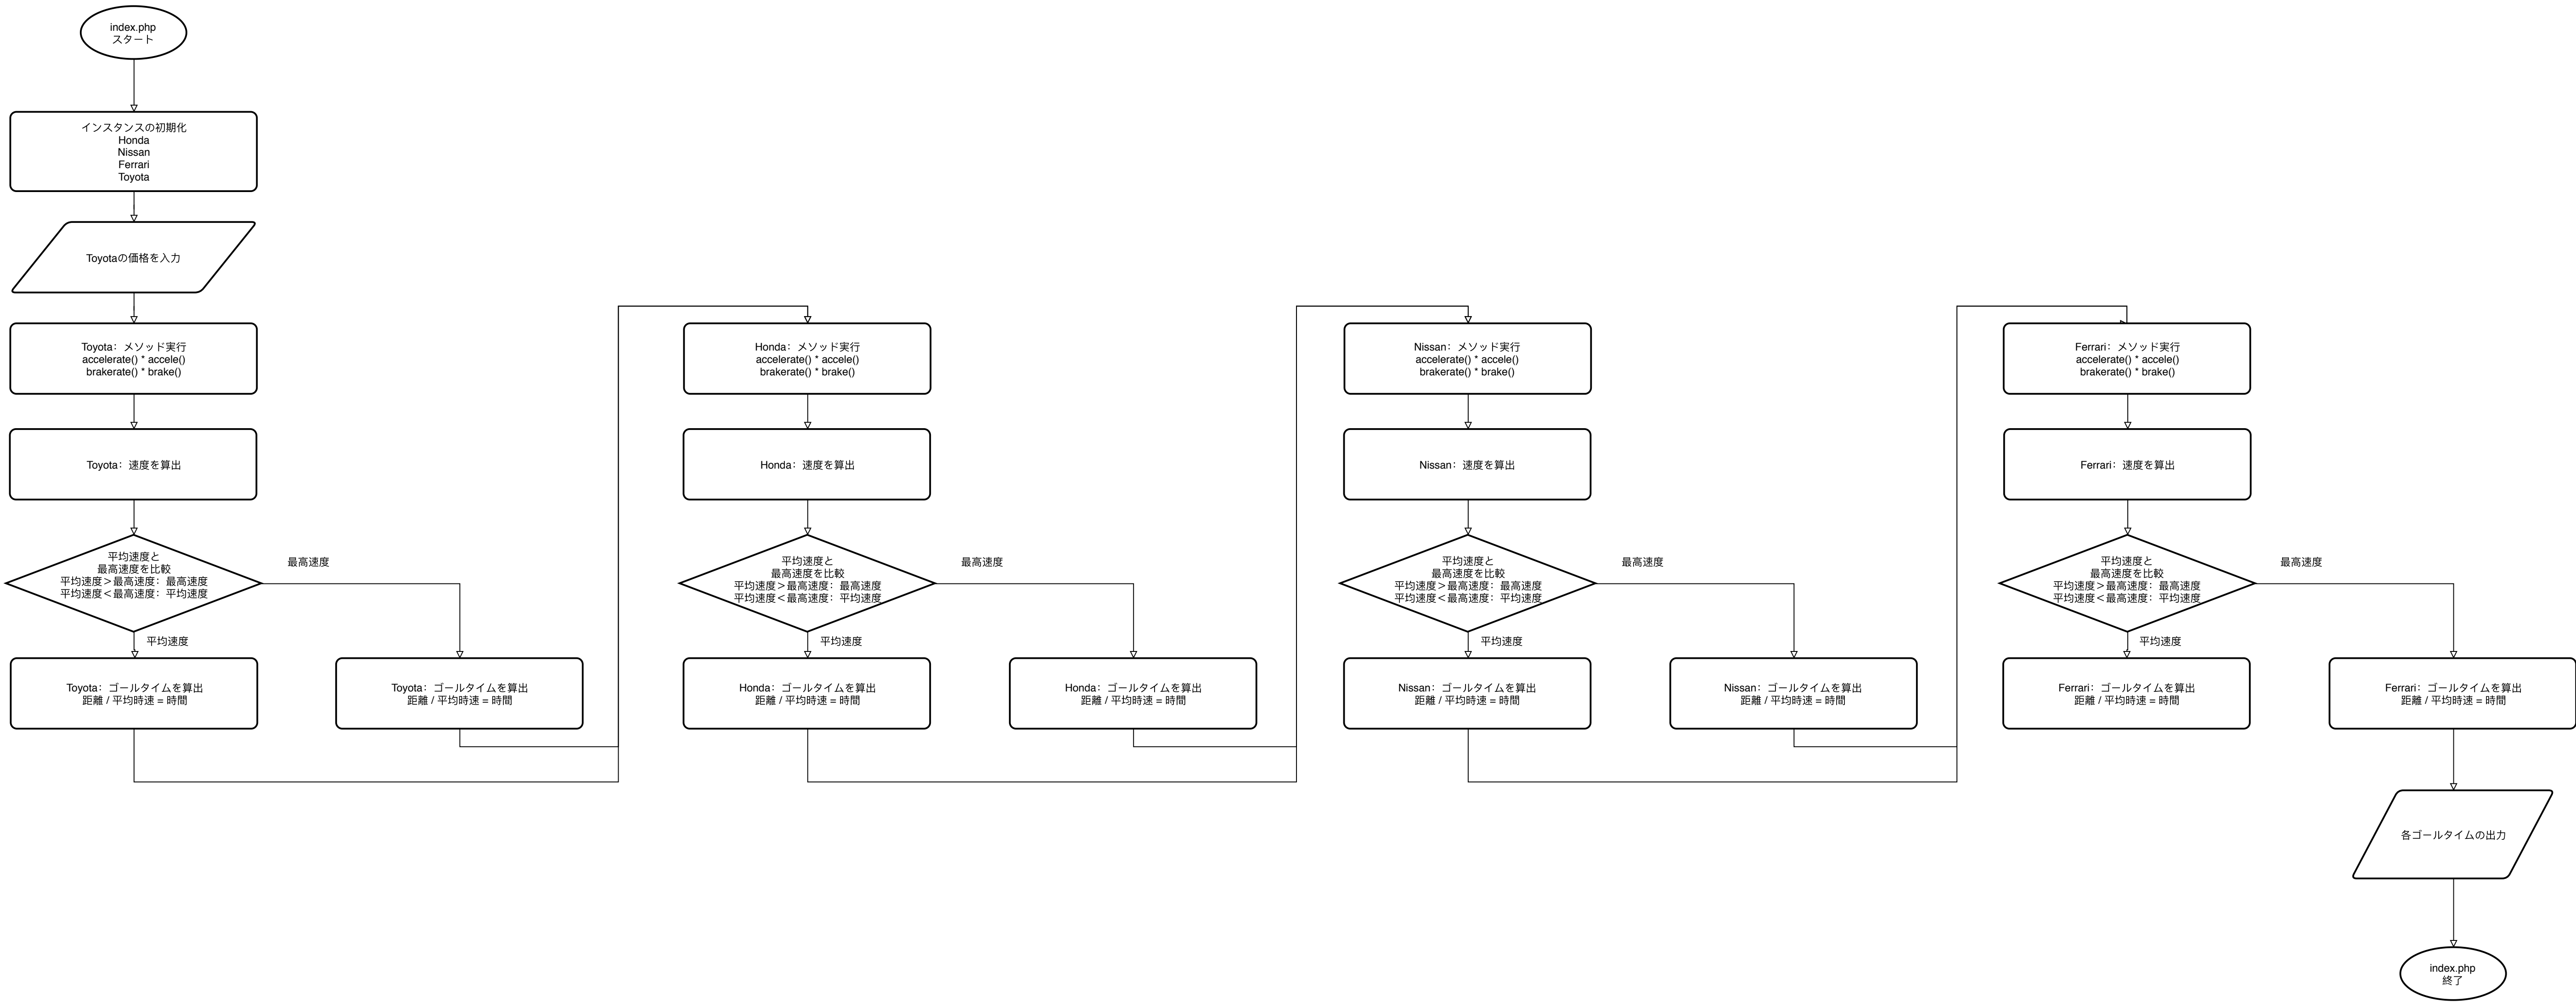 index.php
スタート
インスタンスの初期化
Honda
Nissan
Ferrari
Toyota
Toyotaの価格を入力
Toyota：メソッド実行
accelerate() * accele()
brakerate() * brake()
Toyota：速度を算出
平均速度と
最高速度を比較
平均速度＞最高速度：最高速度
平均速度＜最高速度：平均速度
最高速度
平均速度
Toyota：ゴールタイムを算出
距離 / 平均時速 = 時間
Toyota：ゴールタイムを算出
距離 / 平均時速 = 時間
Honda：メソッド実行
accelerate() * accele()
brakerate() * brake()
Honda：速度を算出
平均速度と
最高速度を比較
平均速度＞最高速度：最高速度
平均速度＜最高速度：平均速度
最高速度
平均速度
Honda：ゴールタイムを算出
距離 / 平均時速 = 時間
Honda：ゴールタイムを算出
距離 / 平均時速 = 時間
Nissan：メソッド実行
accelerate() * accele()
brakerate() * brake()
Nissan：速度を算出
平均速度と
最高速度を比較
平均速度＞最高速度：最高速度
平均速度＜最高速度：平均速度
最高速度
平均速度
Nissan：ゴールタイムを算出
距離 / 平均時速 = 時間
Nissan：ゴールタイムを算出
距離 / 平均時速 = 時間
Ferrari：メソッド実行
accelerate() * accele()
brakerate() * brake()
Ferrari：速度を算出
平均速度と
最高速度を比較
平均速度＞最高速度：最高速度
平均速度＜最高速度：平均速度
最高速度
平均速度
Ferrari：ゴールタイムを算出
距離 / 平均時速 = 時間
Ferrari：ゴールタイムを算出
距離 / 平均時速 = 時間
各ゴールタイムの出力
index.php
終了